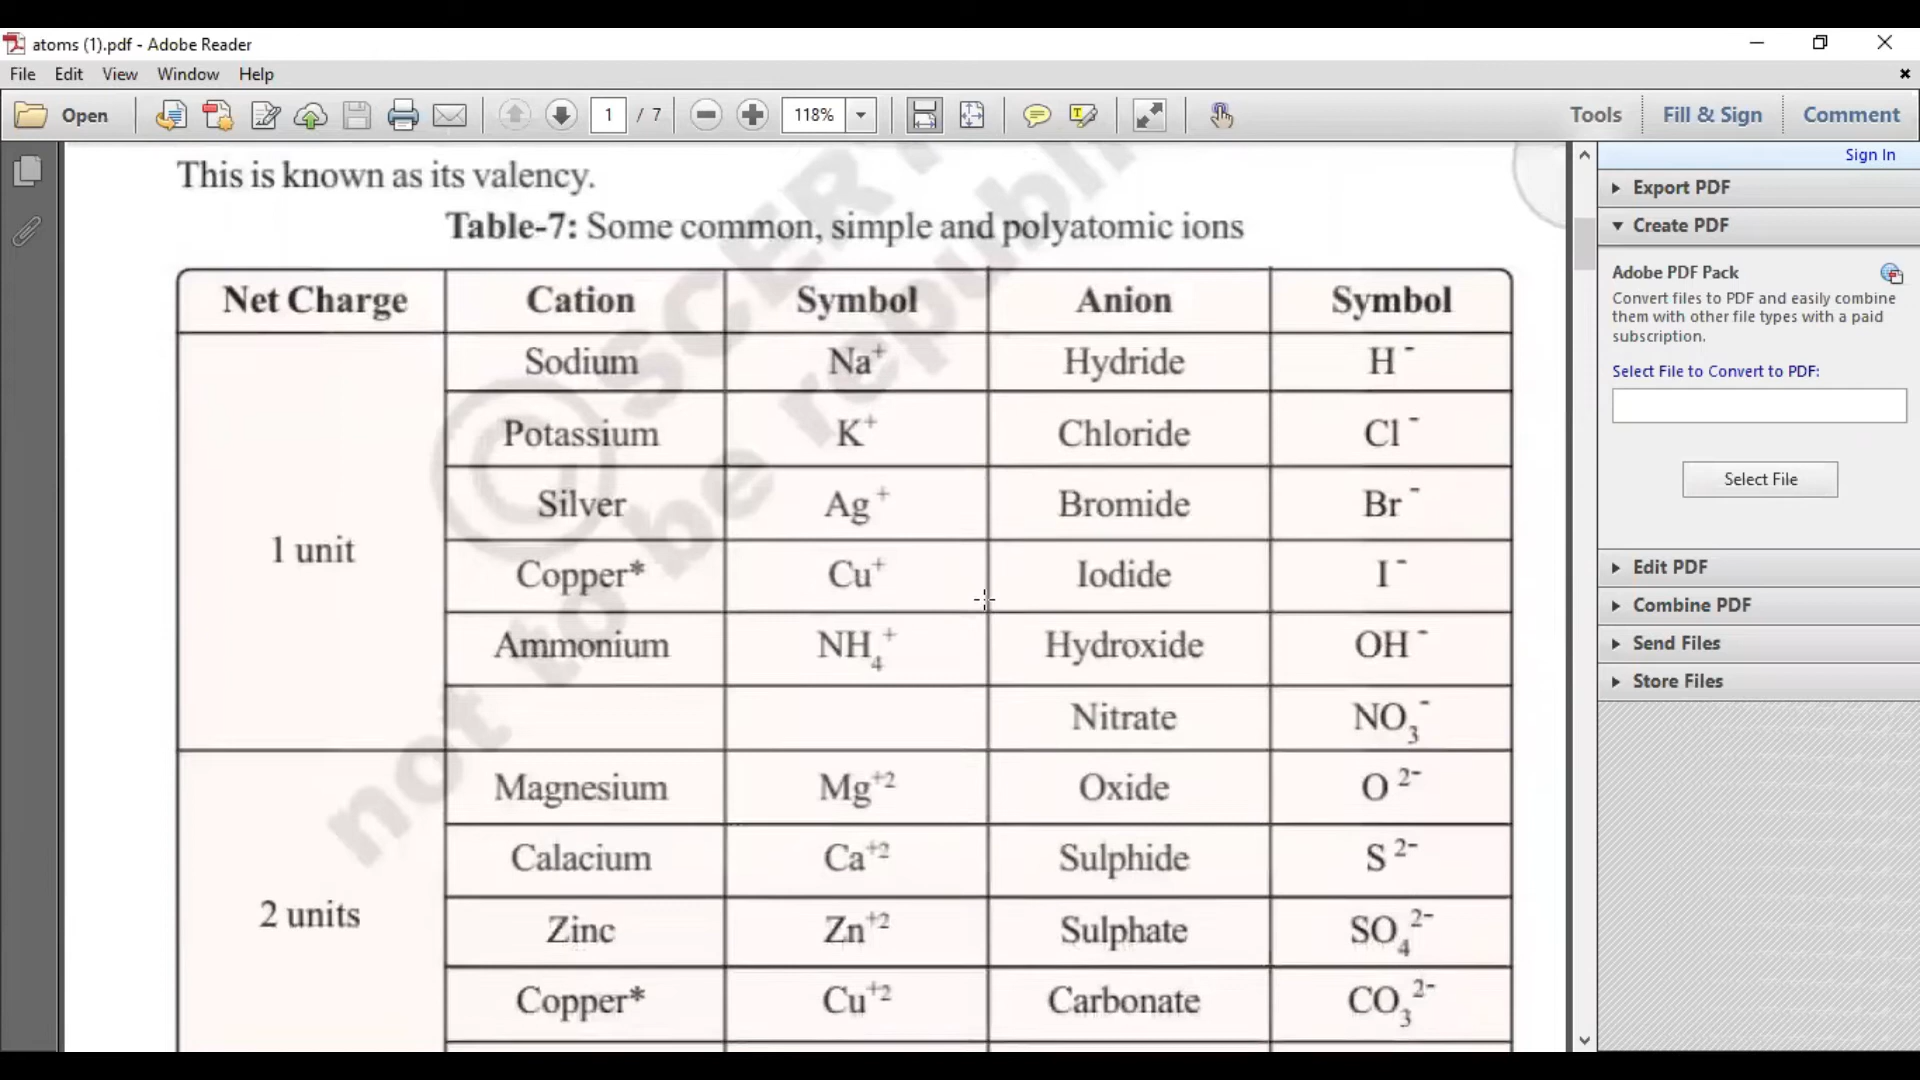 atoms (1).pdf - Adobe Reader
File Edit View Window Help
Open 1 / 7 118% Tools Fill & Sign Comment
Sign In
Export PDF
Create PDF
Adobe PDF Pack
Convert files to PDF and easily combine
them with other file types with a paid
subscription.
Select File to Convert to PDF:
Select File
Edit PDF
Combine PDF
Send Files
Store Files
This is known as its valency.
Table-7: Some common, simple and polyatomic ions
Net Charge Cation Symbol Anion Symbol
1 unit
Sodium Na⁺ Hydride H⁻
Potassium K⁺ Chloride Cl⁻
Silver Ag⁺ Bromide Br⁻
Copper* Cu⁺ Iodide I⁻
Ammonium NH₄⁺ Hydroxide OH⁻
Nitrate NO₃⁻
2 units
Magnesium Mg⁺² Oxide O²⁻
Calacium Ca⁺² Sulphide S²⁻
Zinc Zn⁺² Sulphate SO₄²⁻
Copper* Cu⁺² Carbonate CO₃²⁻
© SCERT
not to be republi